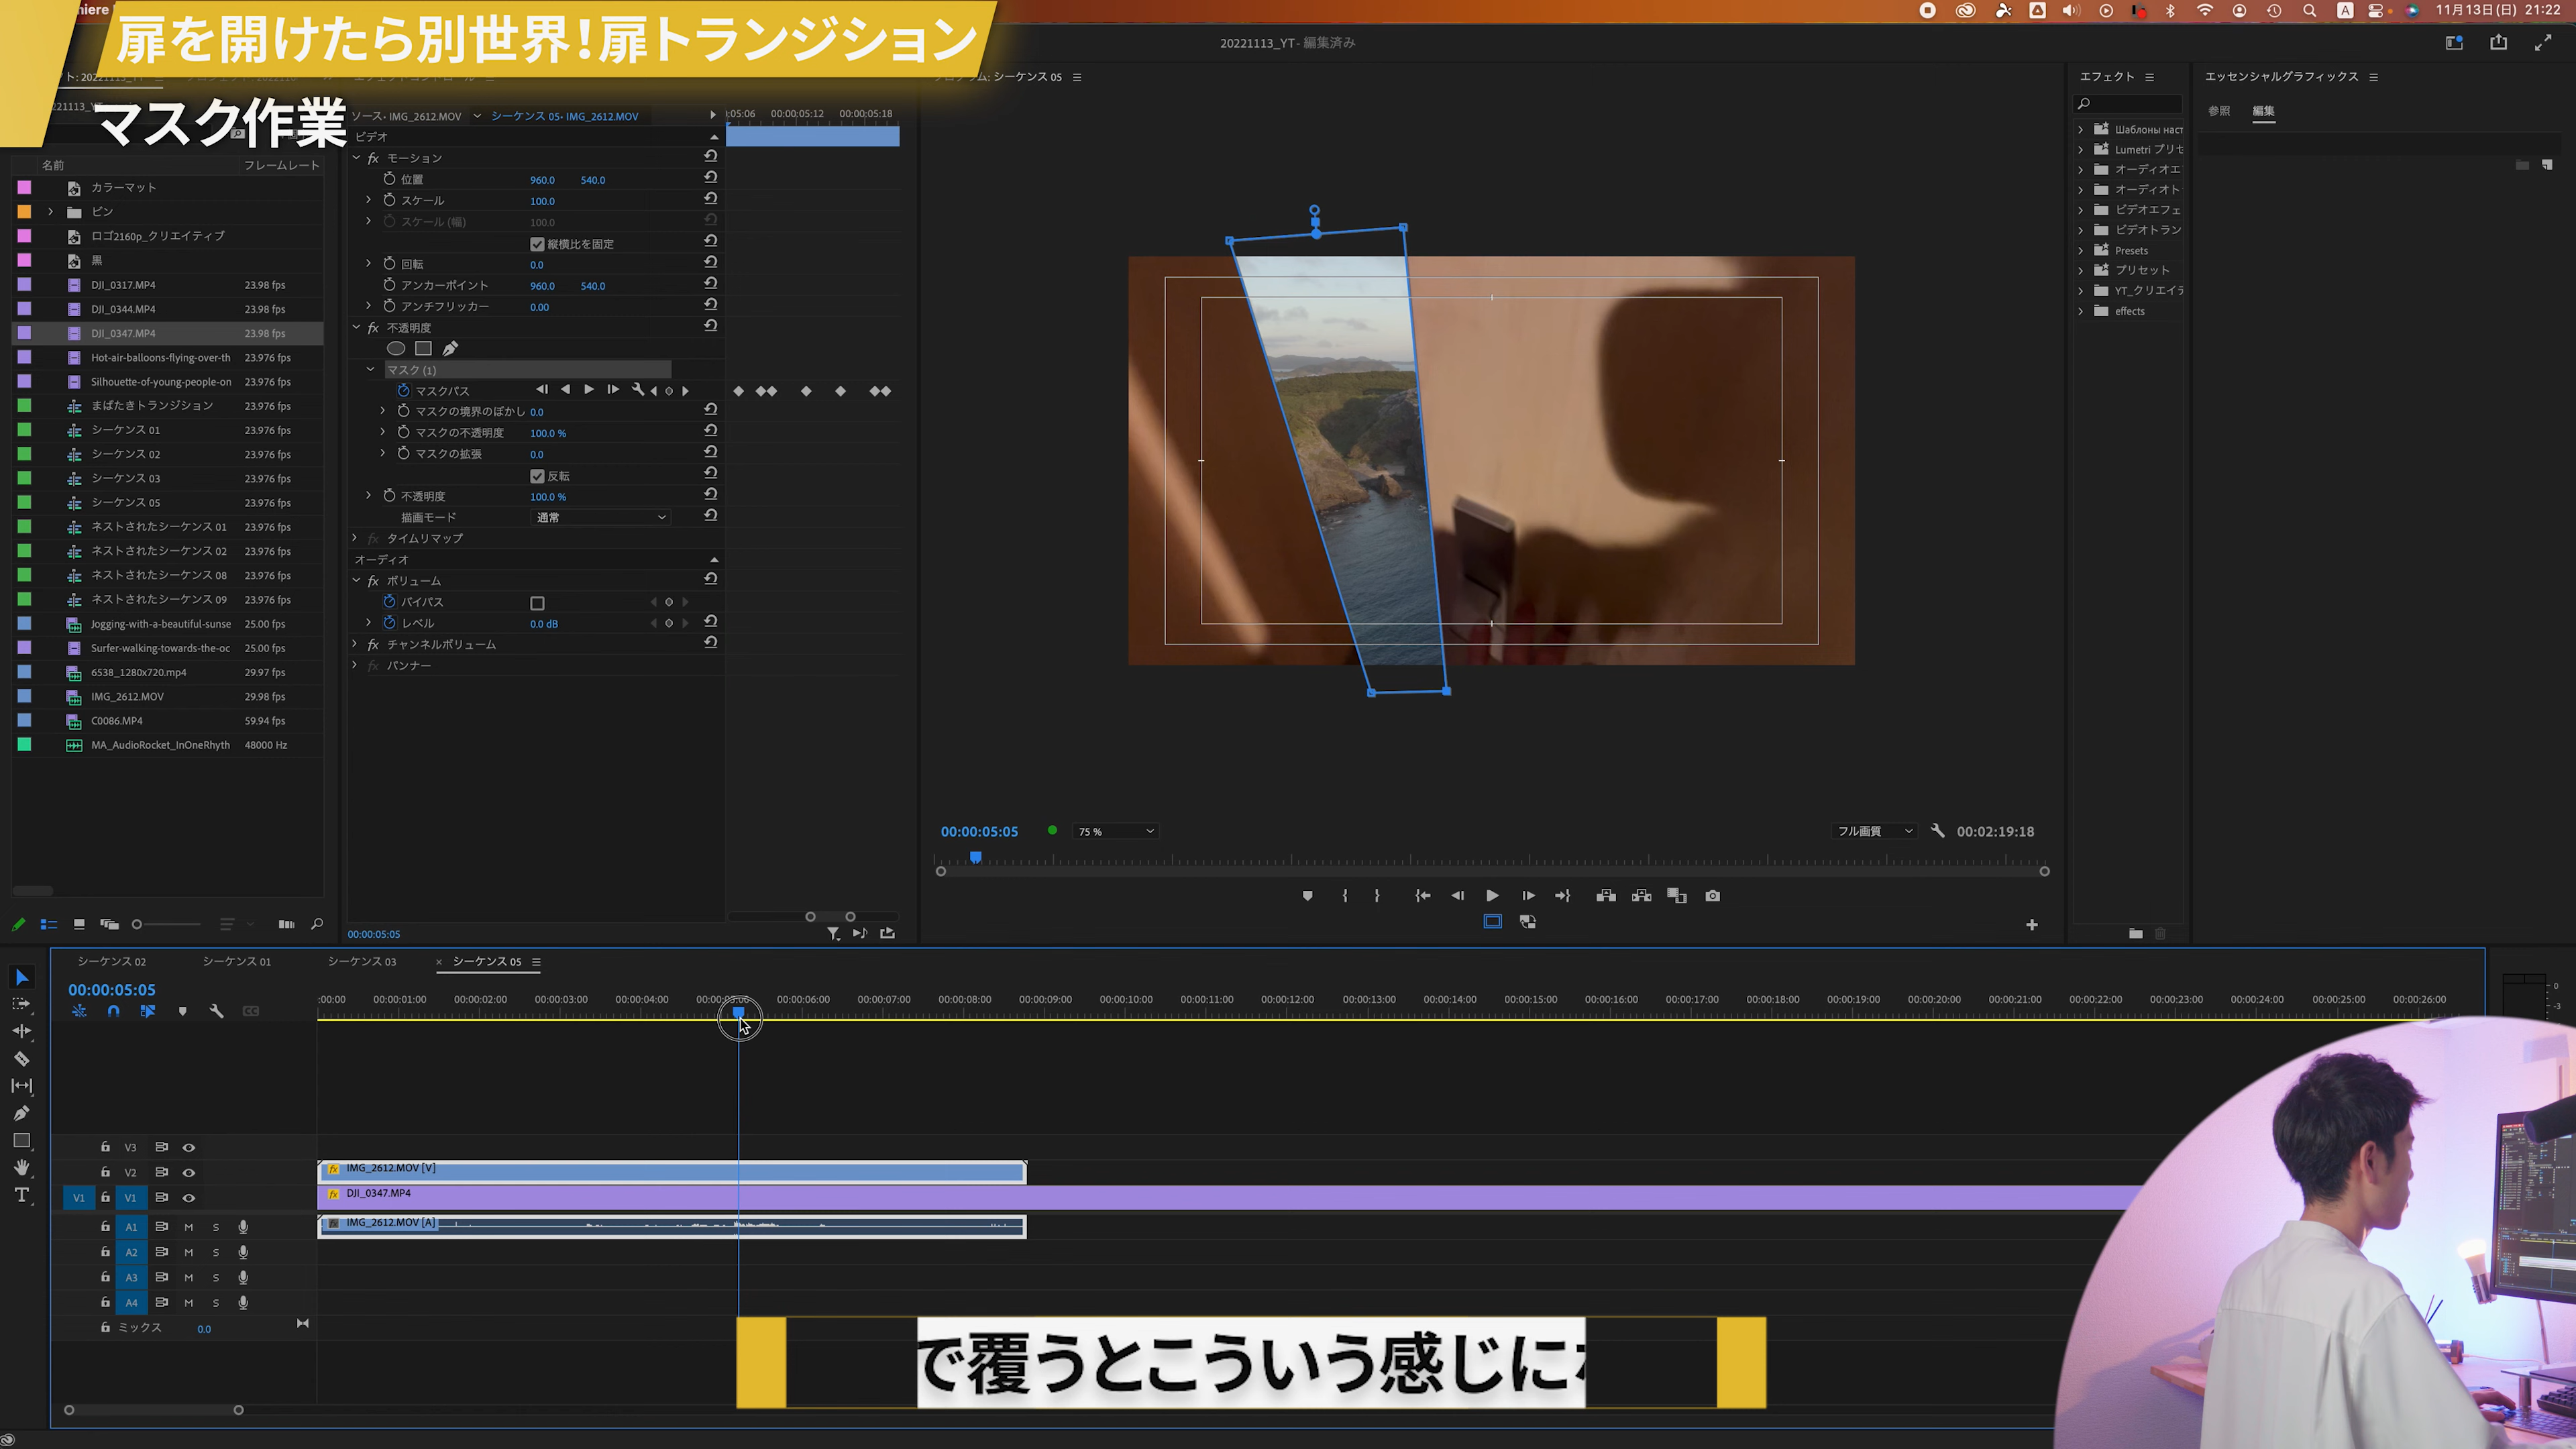 miere
扉を開けたら別世界!扉トランジション
マスク作業
11月13日(日) 21:22
20221113_YT - 編集済み
シーケンス 05
エフェクト
エッセンシャルグラフィックス
参照
編集
ソース・IMG_2612.MOV
シーケンス 05・IMG_2612.MOV
:05:06
00:00:05:12
00:00:05:18
ビデオ
名前
フレームレート
カラーマット
ビン
ロゴ2160p_クリエイティブ
黒
DJI_0317.MP4
23.98 fps
DJI_0344.MP4
23.98 fps
DJI_0347.MP4
23.98 fps
Hot-air-balloons-flying-over-th
23.976 fps
Silhouette-of-young-people-on
23.976 fps
まばたきトランジション
23.976 fps
シーケンス 01
23.976 fps
シーケンス 02
23.976 fps
シーケンス 03
23.976 fps
シーケンス 05
23.976 fps
ネストされたシーケンス 01
23.976 fps
ネストされたシーケンス 02
23.976 fps
ネストされたシーケンス 08
23.976 fps
ネストされたシーケンス 09
23.976 fps
Jogging-with-a-beautiful-sunse
25.00 fps
Surfer-walking-towards-the-oc
25.00 fps
6538_1280x720.mp4
29.97 fps
IMG_2612.MOV
29.98 fps
C0086.MP4
59.94 fps
MA_AudioRocket_InOneRhyth
48000 Hz
fx モーション
位置 960.0 540.0
スケール 100.0
スケール (幅) 100.0
縦横比を固定
回転 0.0
アンカーポイント 960.0 540.0
アンチフリッカー 0.00
fx 不透明度
マスク (1)
マスクパス
マスクの境界のぼかし 0.0
マスクの不透明度 100.0 %
マスクの拡張 0.0
反転
不透明度 100.0 %
描画モード 通常
fx タイムリマップ
オーディオ
fx ボリューム
バイパス
レベル 0.0 dB
fx チャンネルボリューム
fx パンナー
00:00:05:05
Шаблоны наст
Lumetri プリセ
オーディオエ
オーディオト
ビデオエフェ
ビデオトラン
Presets
プリセット
YT_クリエイテ
effects
00:00:05:05
75 %
フル画質
00:02:19:18
シーケンス 02
シーケンス 01
シーケンス 03
× シーケンス 05
00:00:05:05
:00:00 00:00:01:00 00:00:02:00 00:00:03:00 00:00:04:00 00:00:05:00 00:00:06:00 00:00:07:00 00:00:08:00 00:00:09:00 00:00:10:00 00:00:11:00 00:00:12:00 00:00:13:00 00:00:14:00 00:00:15:00 00:00:16:00 00:00:17:00 00:00:18:00 00:00:19:00 00:00:20:00 00:00:21:00 00:00:22:00 00:00:23:00 00:00:24:00 00:00:25:00 00:00:26:00
0
-3
V3
V2
fx IMG_2612.MOV [V]
V1 V1
fx DJI_0347.MP4
A1 M S
fx IMG_2612.MOV [A]
A2 M S
A3 M S
A4 M S
ミックス 0.0
で覆うとこういう感じに